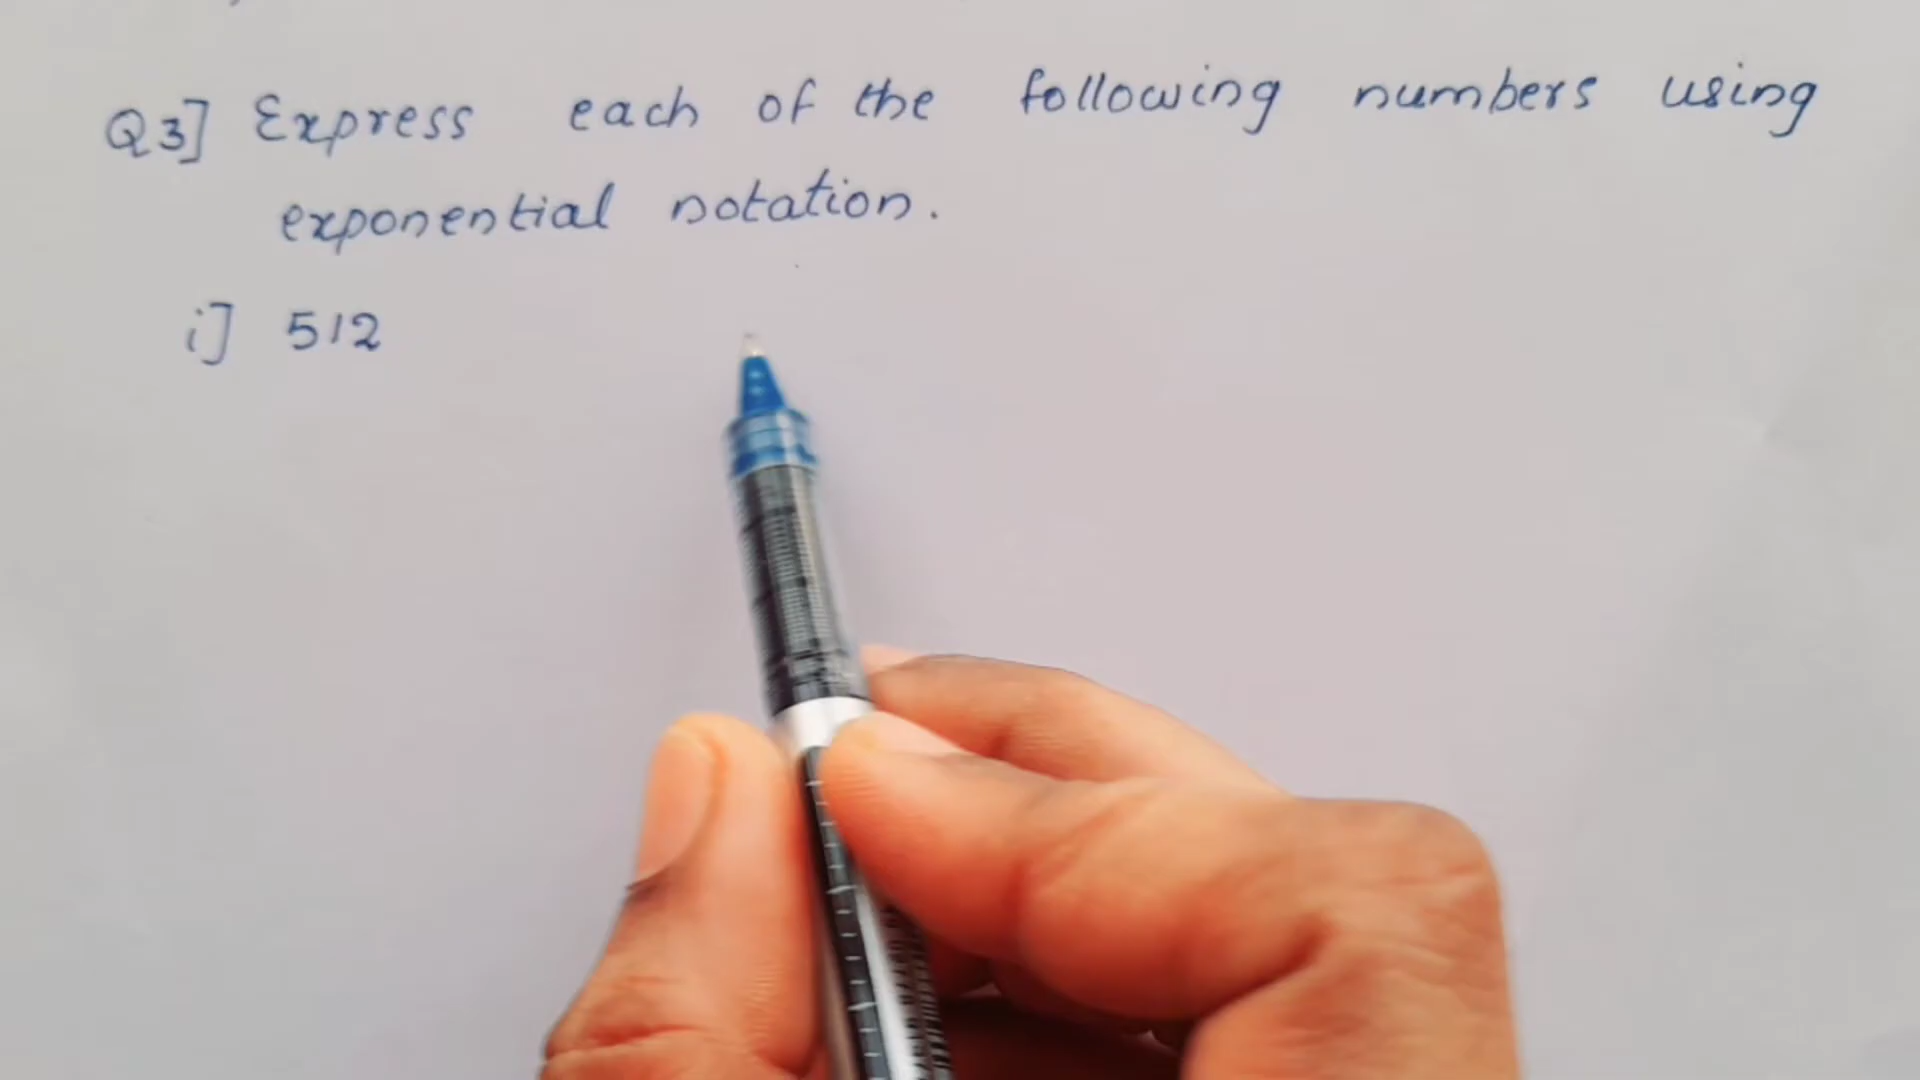 Q3] Express each of the following numbers using
exponential notation.
i] 512